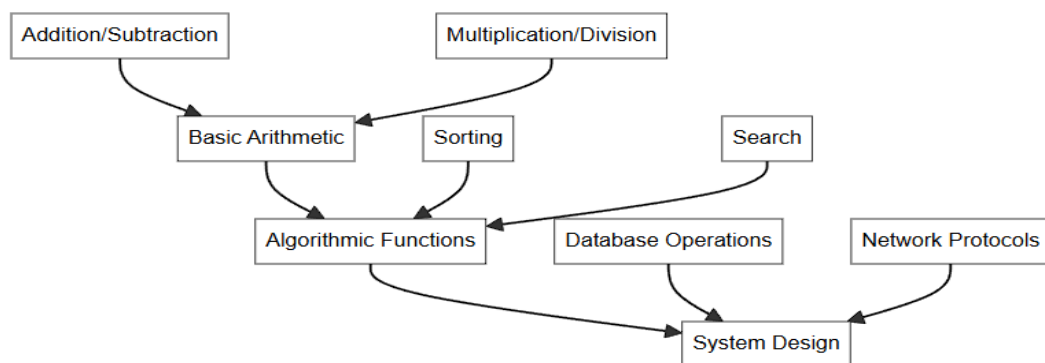 Addition/Subtraction
Multiplication/Division
Basic Arithmetic
Sorting
Search
Algorithmic Functions
Database Operations
Network Protocols
System Design